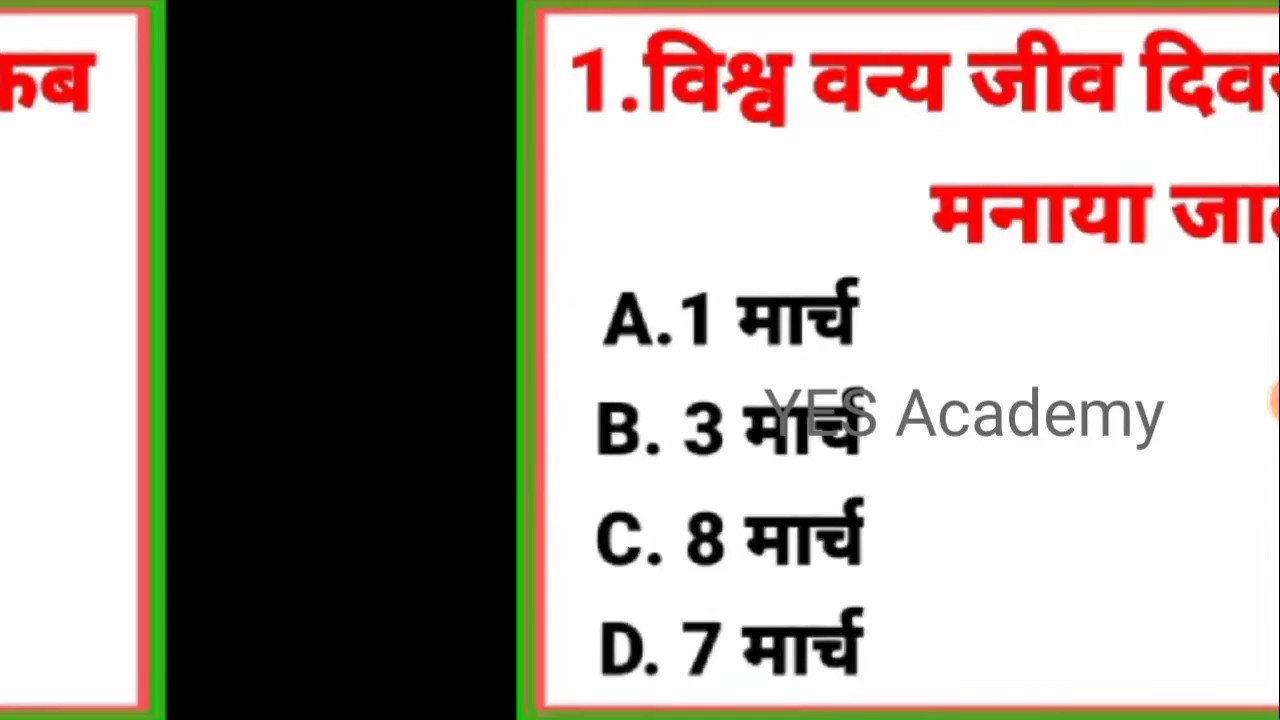 कब
1.विश्व वन्य जीव
मनाया
A.1 मार्च
B. 3 मार्च
YES Academy
C. 8 मार्च
D. 7 मार्च